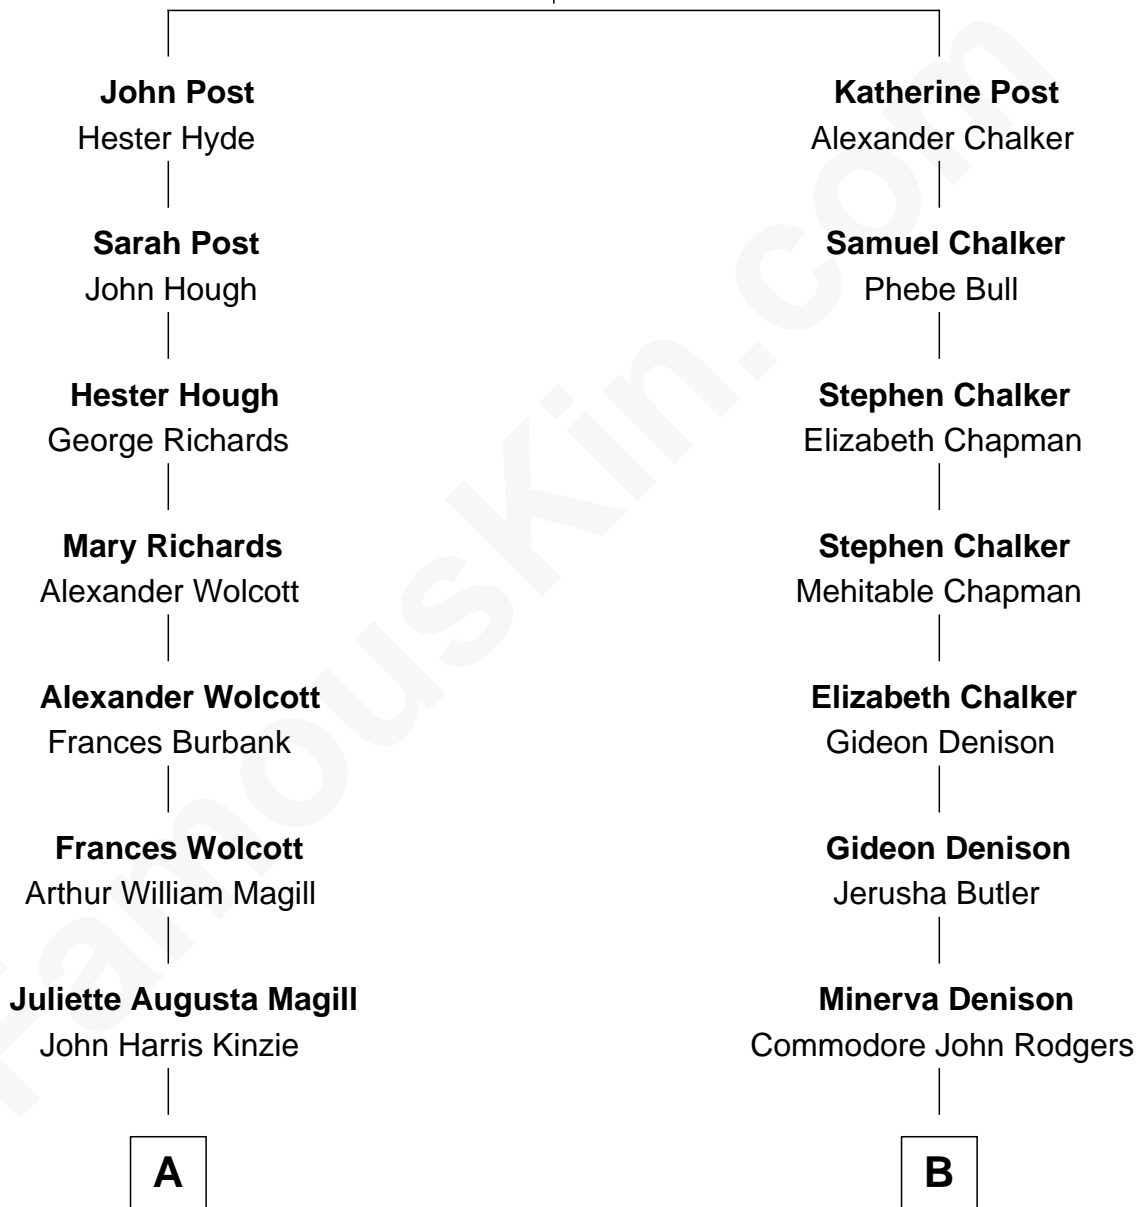 John Post
Hester Hyde
Sarah Post
John Hough
Hester Hough
George Richards
Mary Richards
Alexander Wolcott
Alexander Wolcott
Frances Burbank
Frances Wolcott
Arthur William Magill
Juliette Augusta Magill
John Harris Kinzie
A
Katherine Post
Alexander Chalker
Samuel Chalker
Phebe Bull
Stephen Chalker
Elizabeth Chapman
Stephen Chalker
Mehitable Chapman
Elizabeth Chalker
Gideon Denison
Gideon Denison
Jerusha Butler
Minerva Denison
Commodore John Rodgers
B
FamousKin.com